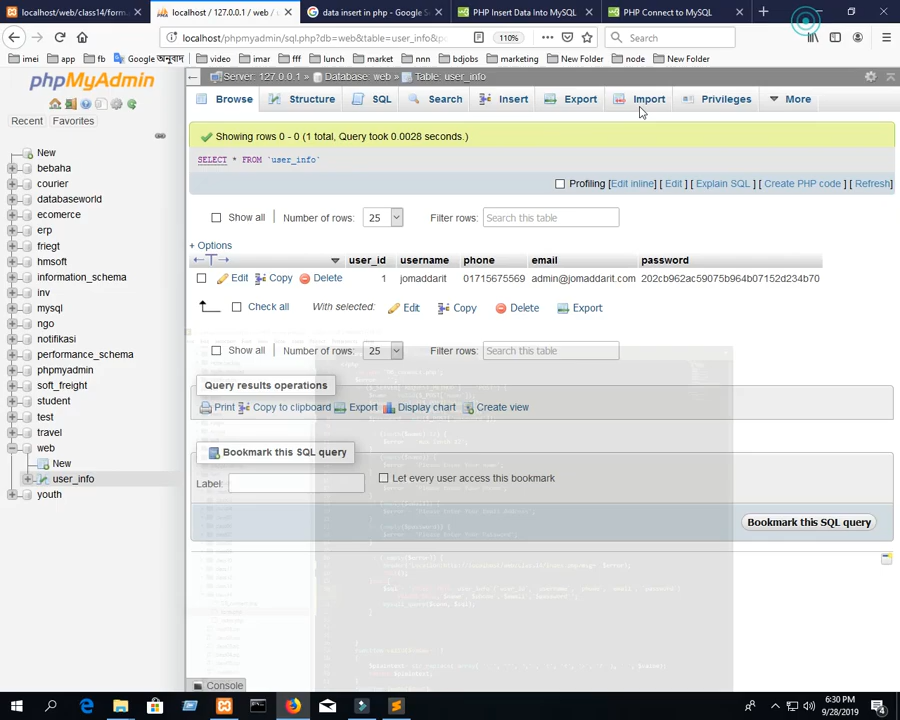 localhost/web/class14/form.
localhost / 127.0.0.1 / web / 
data insert in php - Google S
PHP Insert Data Into MySQL
PHP Connect to MySQL
localhost/phpmyadmin/sql.php?db=web&table=user_info&p
110%
Search
imei
app
fb
Google অনুবাদ
video
imar
lunch
fff
market
nnn
bdjobs
marketing
New Folder
node
New Folder
phpMyAdmin
Recent
Favorites
New
bebaha
courier
databaseworld
ecomerce
erp
friegt
hmsoft
information_schema
inv
mysql
ngo
notifikasi
performance_schema
phpmyadmin
soft_freight
student
test
travel
web
New
user_info
youth
Server: 127.0.0.1 » Database: web » Table: user_info
Browse Structure SQL Search Insert Export Import Privileges More
Showing rows 0 - 0 (1 total, Query took 0.0028 seconds.)
SELECT * FROM `user_info`
Profiling [Edit inline] [ Edit ] [ Explain SQL ] [ Create PHP code ] [ Refresh]
Show all Number of rows: 25 Filter rows: Search this table
+ Options
user_id username phone email password
Edit Copy Delete 1 jomaddarit 01715675569 admin@jomaddarit.com 202cb962ac59075b964b07152d234b70
Check all With selected: Edit Copy Delete Export
Show all Number of rows: 25 Filter rows: Search this table
Query results operations
Print Copy to clipboard Export Display chart Create view
Bookmark this SQL query
Label: Let every user access this bookmark
Bookmark this SQL query
Console
6:30 PM
9/28/2019
4